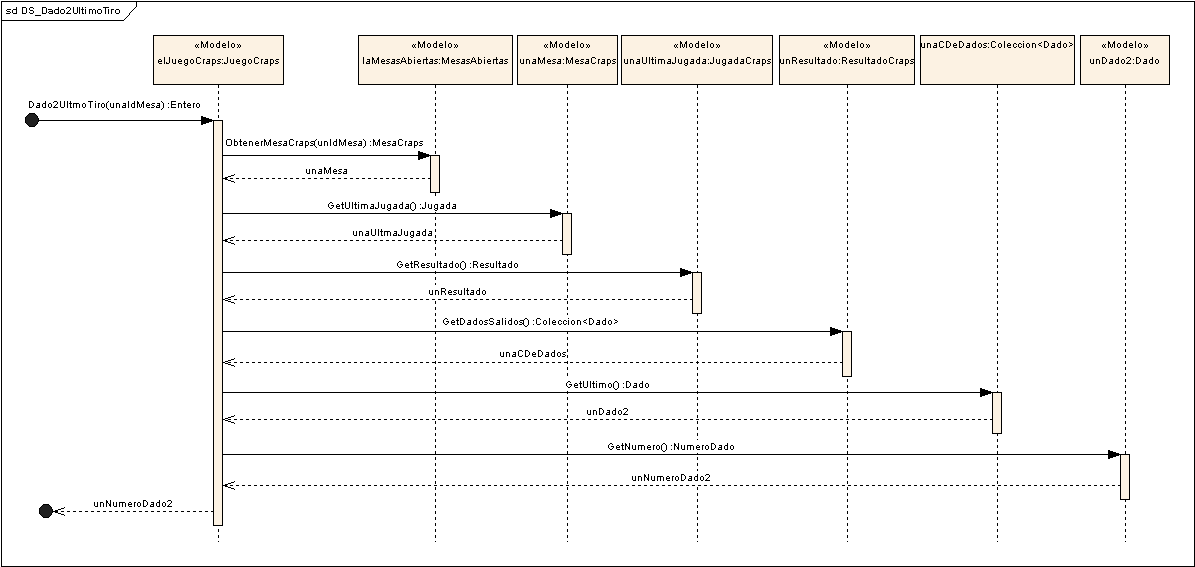 sd DS_Dado2UltimoTiro
«Modelo»
elJuegoCraps:JuegoCraps
«Modelo»
laMesasAbiertas:MesasAbiertas
«Modelo»
unaMesa:MesaCraps
«Modelo»
unaUltimaJugada:JugadaCraps
«Modelo»
unResultado:ResultadoCraps
unaCDeDados:Coleccion<Dado>
«Modelo»
unDado2:Dado
Dado2UltmoTiro(unaIdMesa) :Entero
ObtenerMesaCraps(unIdMesa) :MesaCraps
unaMesa
GetUltimaJugada() :Jugada
unaUltmaJugada
GetResultado() :Resultado
unResultado
GetDadosSalidos() :Coleccion<Dado>
unaCDeDados
GetUltimo() :Dado
unDado2
GetNumero() :NumeroDado
unNumeroDado2
unNumeroDado2